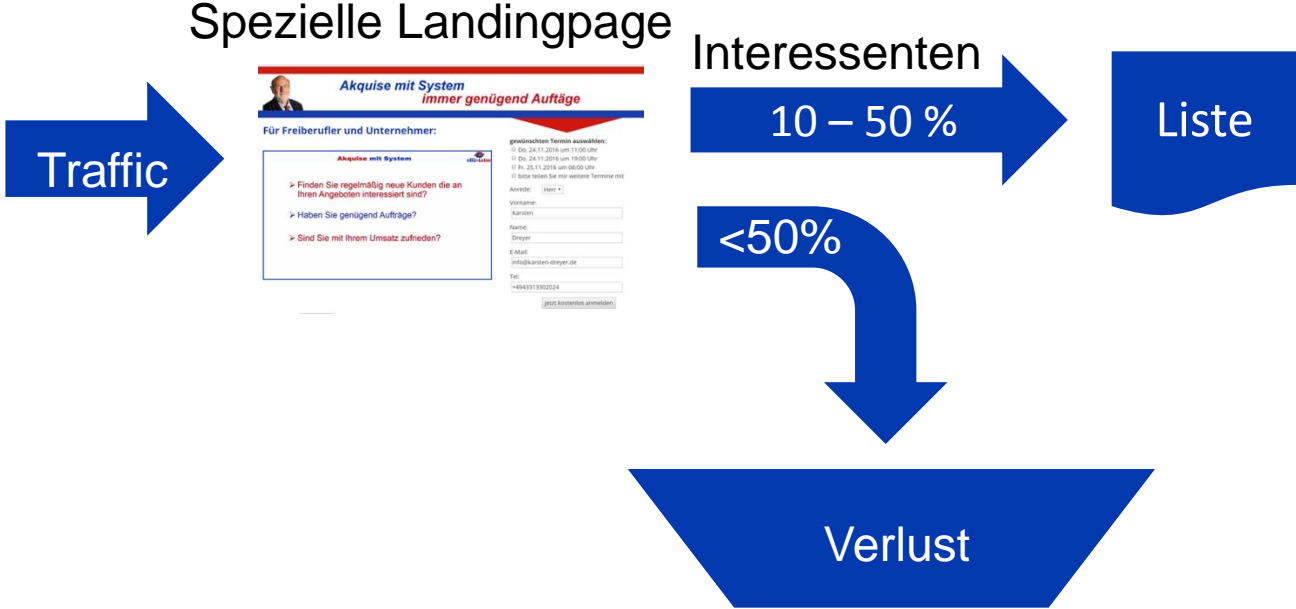 Spezielle Landingpage
Interessenten
Traffic
Akquise mit System
immer genügend Auftäge
Für Freiberufler und Unternehmer:
Akquise mit System
➢ Finden Sie regelmäßig neue Kunden die an
Ihren Angeboten interessiert sind?
➢ Haben Sie genügend Aufträge?
➢ Sind Sie mit Ihrem Umsatz zufrieden?
gewünschten Termin auswählen:
Do. 24.11.2016 um 11:00 Uhr
Do. 24.11.2016 um 19:00 Uhr
Fr. 25.11.2016 um 08:00 Uhr
bitte teilen Sie mir weitere Termine mit
Anrede: Herr
Vorname:
Karsten
Name:
Dreyer
E-Mail:
info@karsten-dreyer.de
Tel:
+4943313302024
jetzt kostenlos anmelden
10 – 50 %
Liste
<50%
Verlust